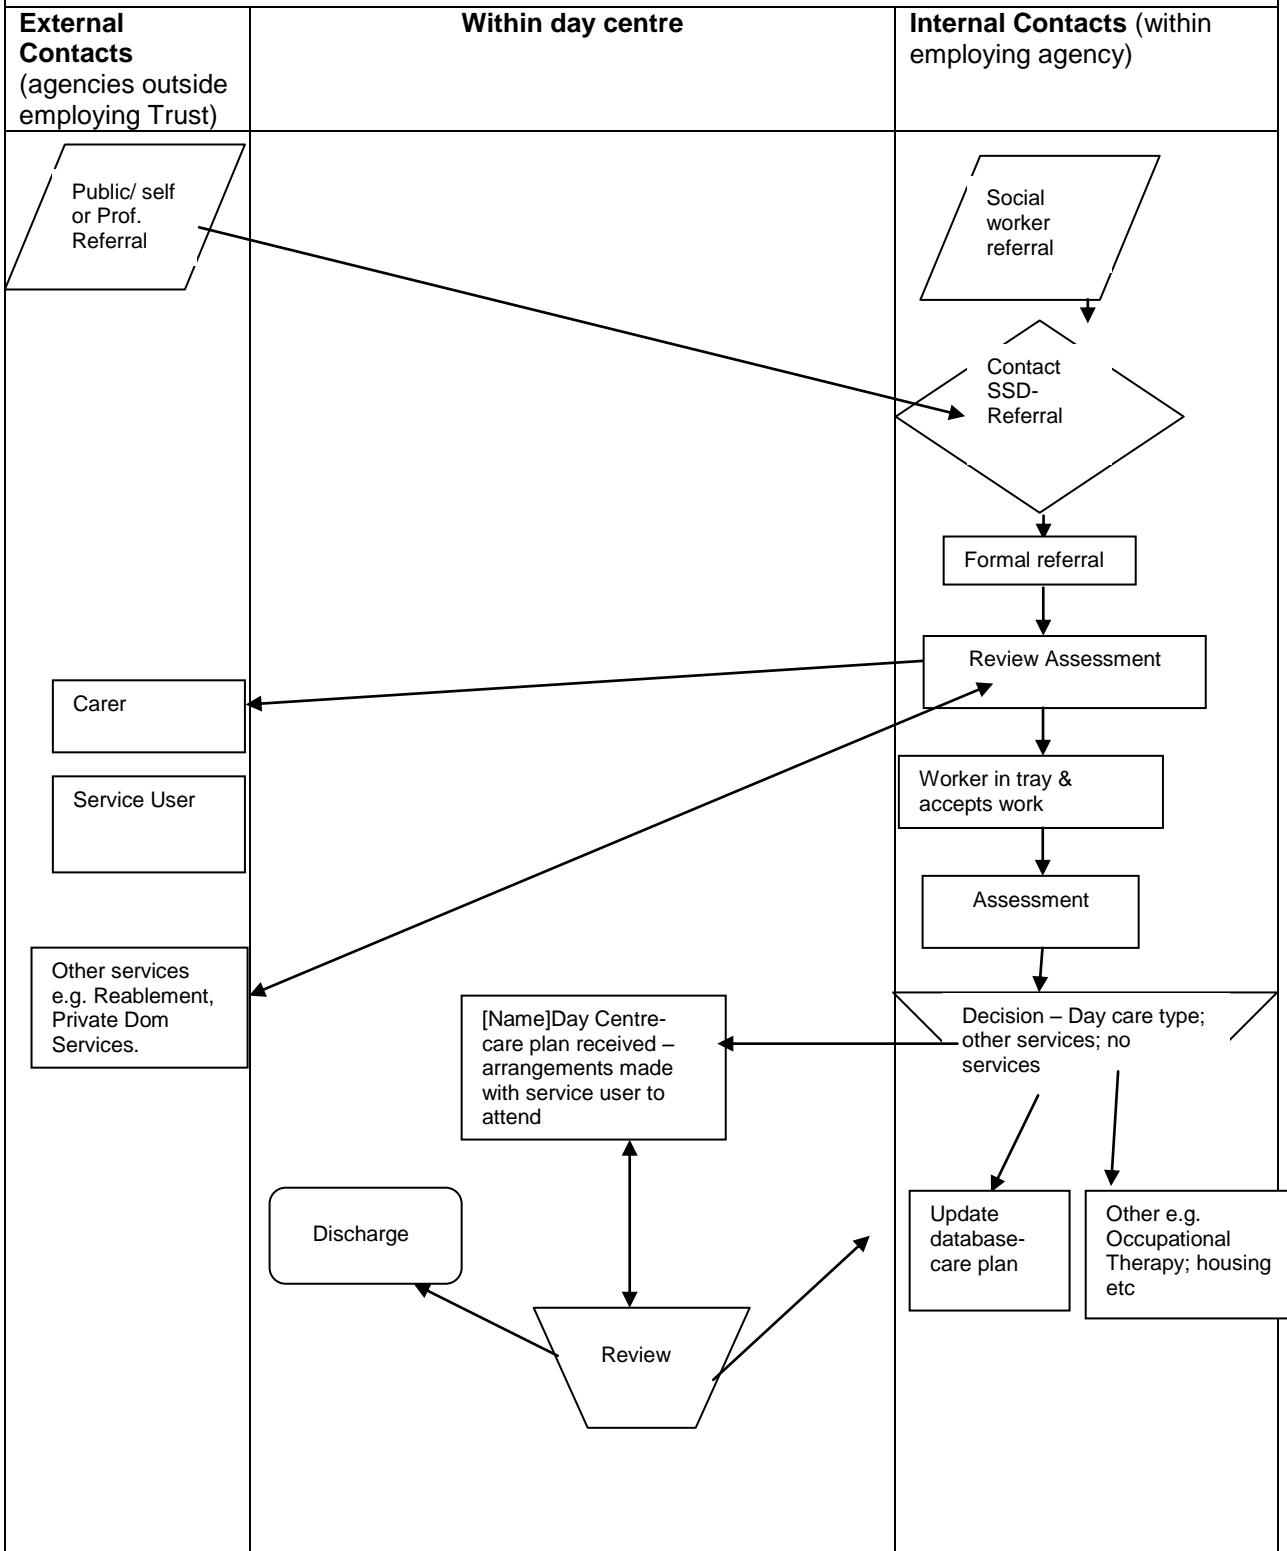 External
Contacts
(agencies outside
employing Trust)
Within day centre
Internal Contacts (within
employing agency)
Public/ self
or Prof.
Referral
Social
worker
referral
Contact
SSD-
Referral
Formal referral
Review Assessment
Carer
Worker in tray &
accepts work
Service User
Assessment
Other services
e.g. Reablement,
Private Dom
Services.
[Name]Day Centre-
care plan received –
arrangements made
with service user to
attend
Decision – Day care type;
other services; no
services
Discharge
Update
database-
care plan
Other e.g.
Occupational
Therapy; housing
etc
Review